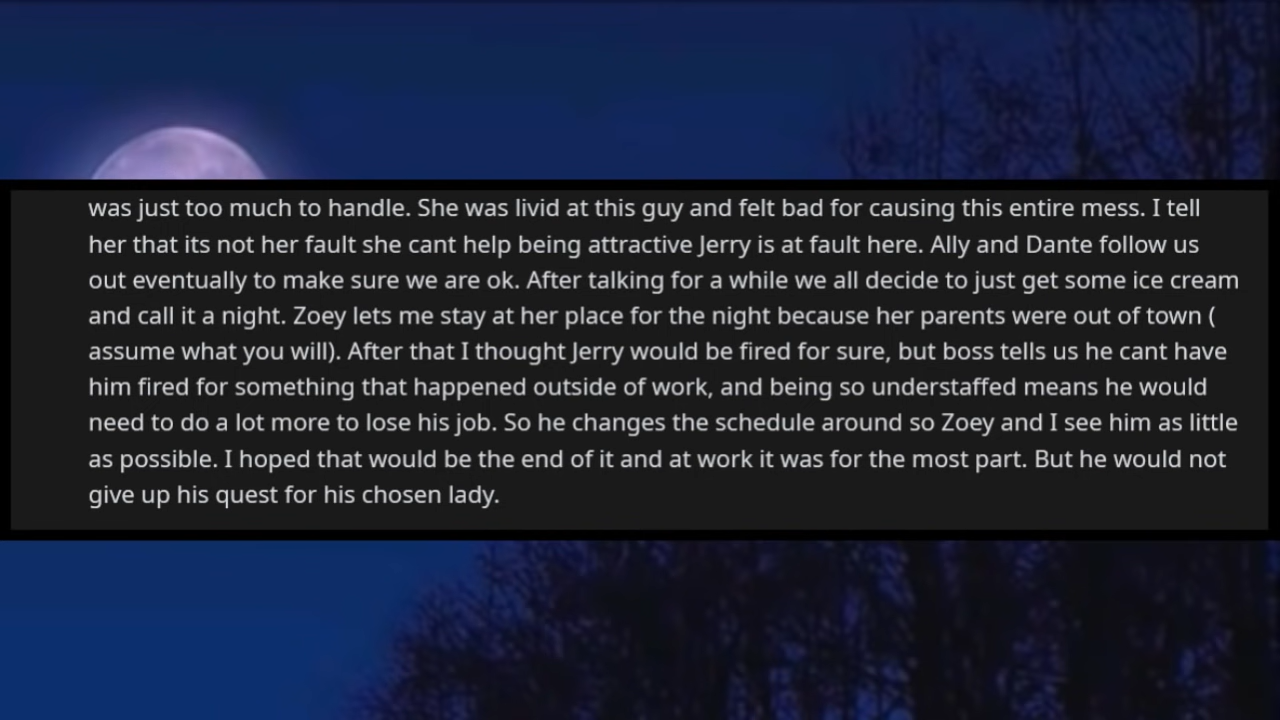 was just too much to handle. She was livid at this guy and felt bad for causing this entire mess. I tell
her that its not her fault she cant help being attractive Jerry is at fault here. Ally and Dante follow us
out eventually to make sure we are ok. After talking for a while we all decide to just get some ice cream
and call it a night. Zoey lets me stay at her place for the night because her parents were out of town (
assume what you will). After that I thought Jerry would be fired for sure, but boss tells us he cant have
him fired for something that happened outside of work, and being so understaffed means he would
need to do a lot more to lose his job. So he changes the schedule around so Zoey and I see him as little
as possible. I hoped that would be the end of it and at work it was for the most part. But he would not
give up his quest for his chosen lady.